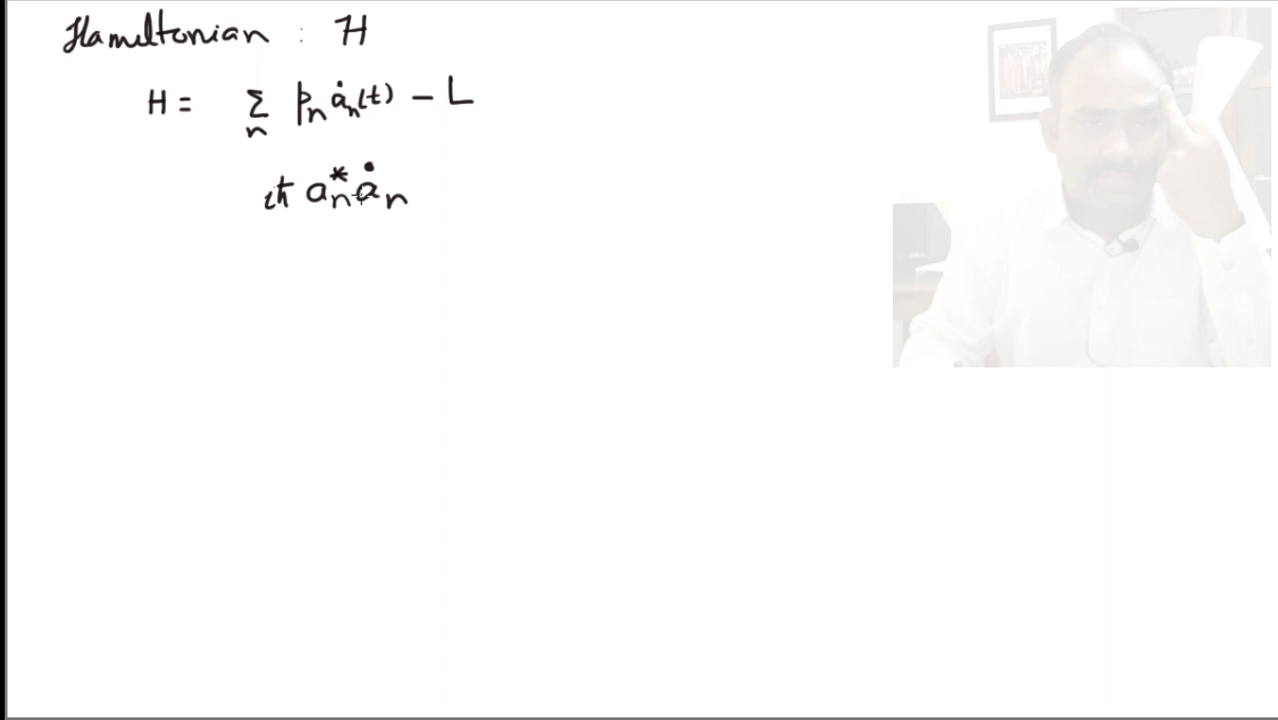 Hamiltonian : H
H = Σ_n p_n ȧ_n(t) - L
iħ a_n^* ȧ_n